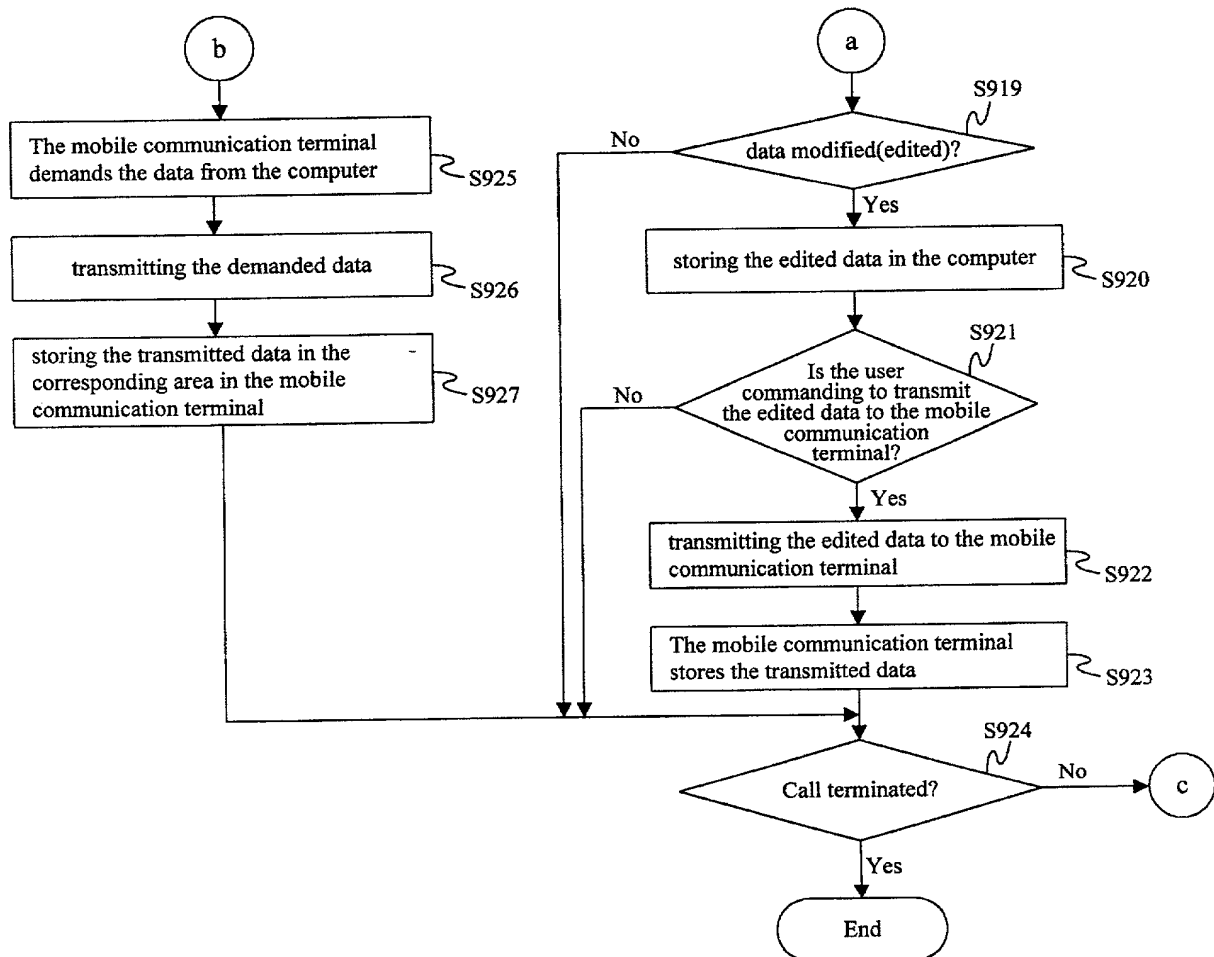 b
The mobile communication terminal
demands the data from the computer
S925
transmitting the demanded data
S926
storing the transmitted data in the
corresponding area in the mobile
communication terminal
S927
a
S919
data modified(edited)?
No
Yes
storing the edited data in the computer
S920
S921
Is the user
commanding to transmit
the edited data to the mobile
communication
terminal?
No
Yes
transmitting the edited data to the mobile
communication terminal
S922
The mobile communication terminal
stores the transmitted data
S923
S924
Call terminated?
No
c
Yes
End